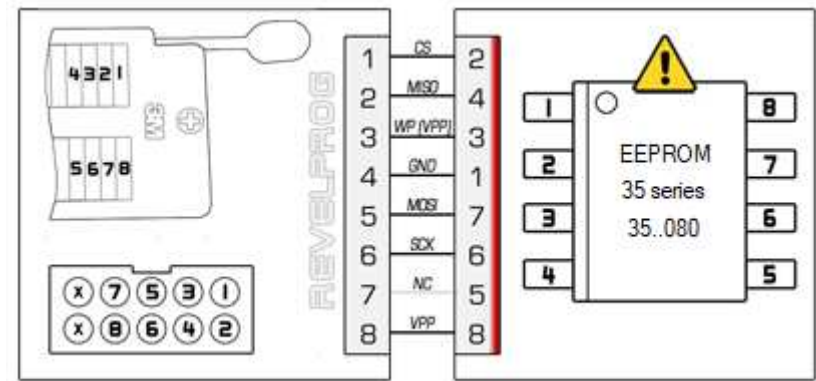 4321
3M
5678
X 7 5 3 1
X 8 6 4 2
REVELPROG
1 CS 2
2 MISO 4
3 WP (VPP) 3
4 GND 1
5 MOSI 7
6 SCK 6
7 NC 5
8 VPP 8
!
1 8
2 EEPROM 7
35 series
3 35..080 6
4 5